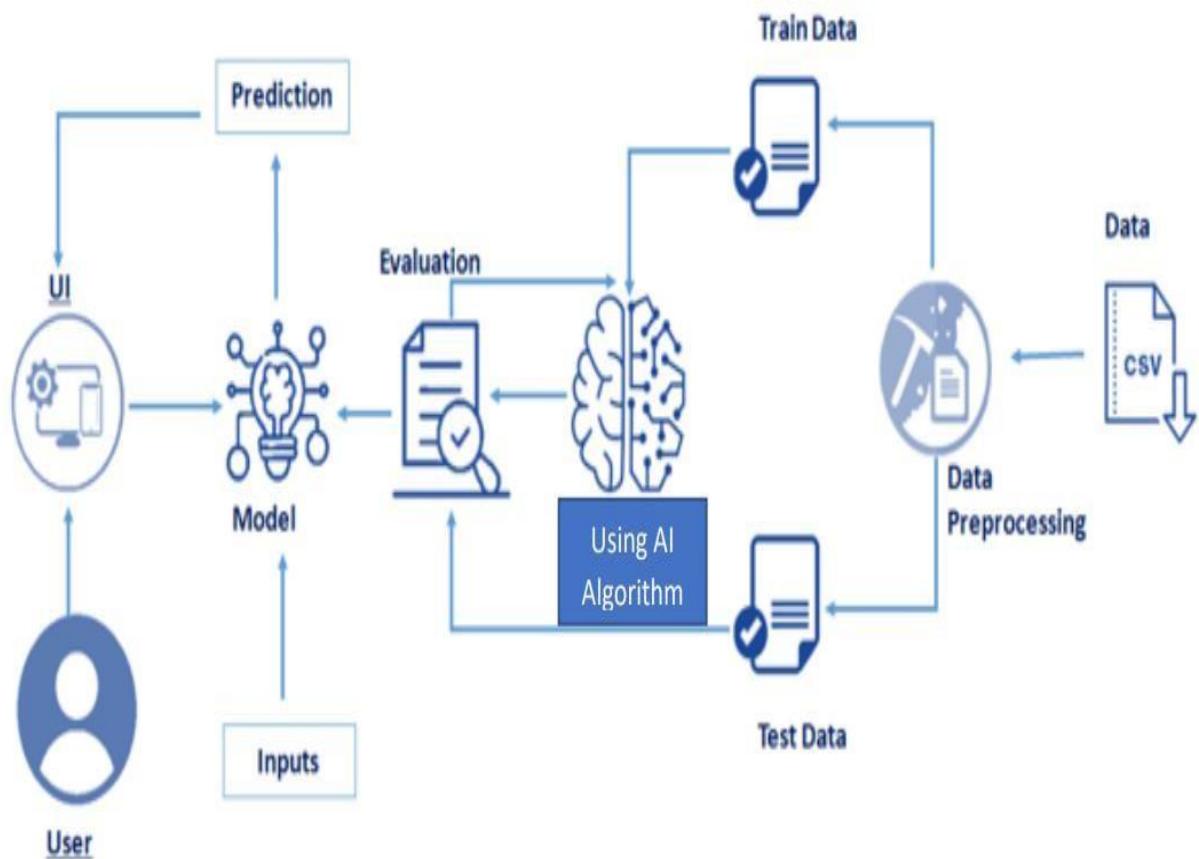 Train Data
Prediction
Data
Evaluation
UI
CSV
Data
Preprocessing
Model
Using AI
Algorithm
Inputs
Test Data
User